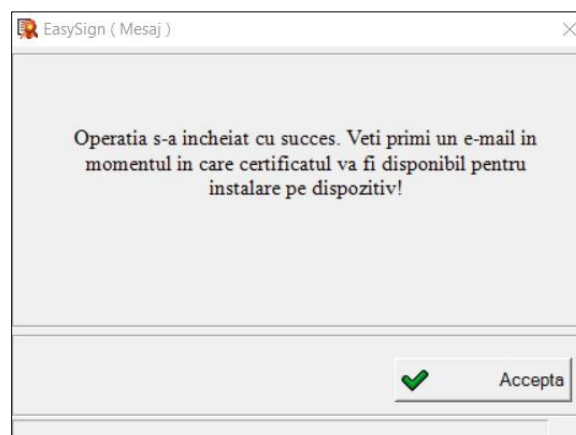 EasySign ( Mesaj )
Operatia s-a incheiat cu succes. Veti primi un e-mail in
momentul in care certificatul va fi disponibil pentru
instalare pe dispozitiv!
Accepta